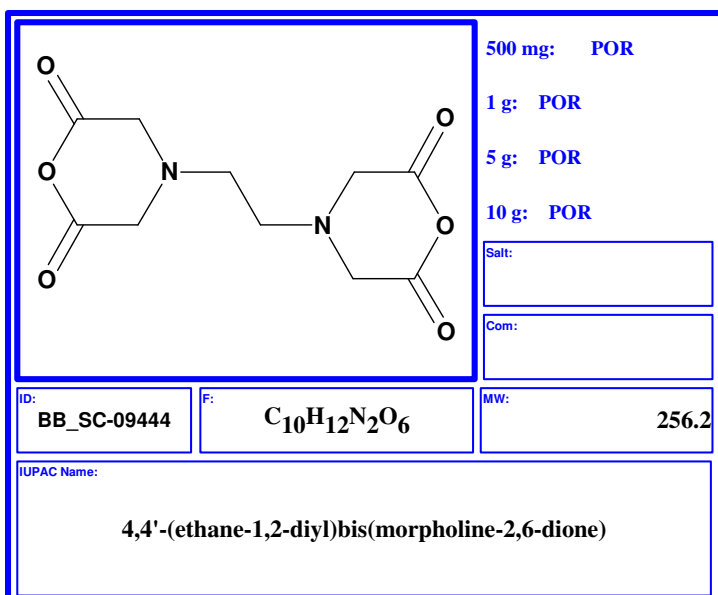 O
O
O
N
O
N
O
O
500 mg: POR
1 g: POR
5 g: POR
10 g: POR
Salt:
Com:
ID:
BB_SC-09444
F:
C10H12N2O6
MW:
256.2
IUPAC Name:
4,4'-(ethane-1,2-diyl)bis(morpholine-2,6-dione)